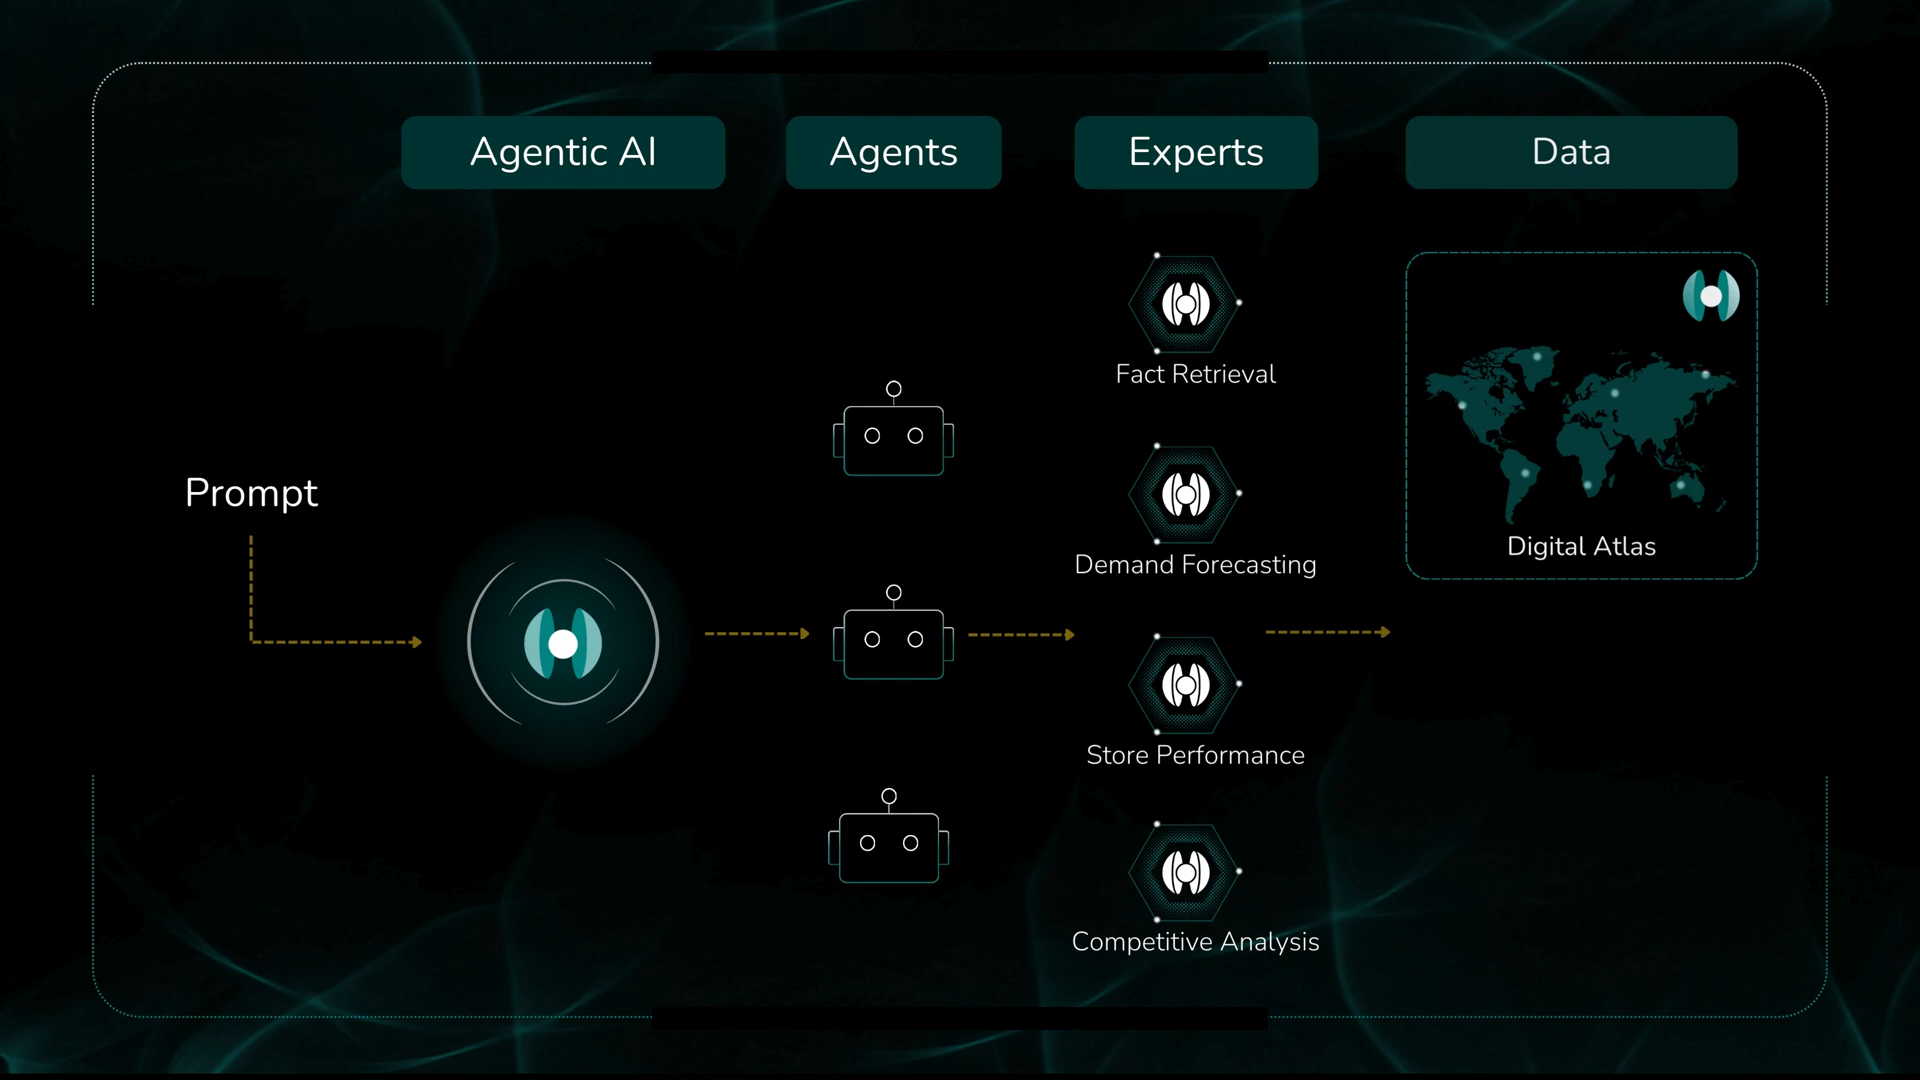 Agentic AI
Agents
Experts
Data
Prompt
Fact Retrieval
Demand Forecasting
Store Performance
Competitive Analysis
Digital Atlas